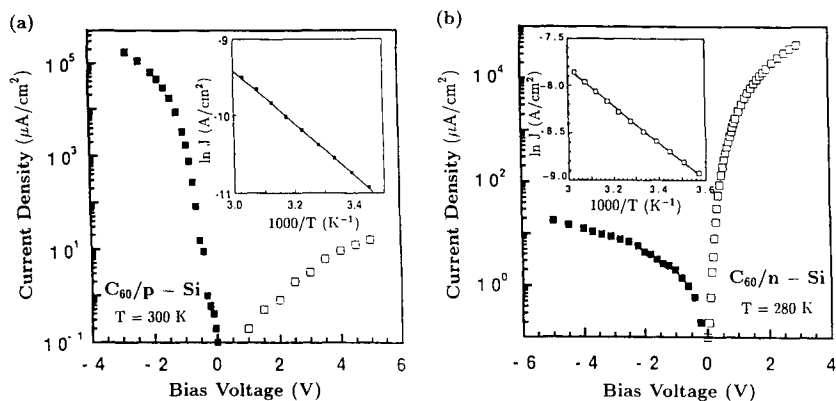 (a)
Current Density (μA/cm²)
10⁵
10³
10¹
10⁻¹
-4 -2 0 2 4 6
Bias Voltage (V)
C₆₀/p – Si
T = 300 K
ln J (A/cm²)
-9
-10
-11
3.0 3.2 3.4
1000/T (K⁻¹)
(b)
Current Density (μA/cm²)
10⁴
10²
10⁰
-6 -4 -2 0 2 4
Bias Voltage (V)
C₆₀/n – Si
T = 280 K
ln J (A/cm²)
-7.5
-8.0
-8.5
-9.0
3 3.2 3.4 3.6
1000/T (K⁻¹)